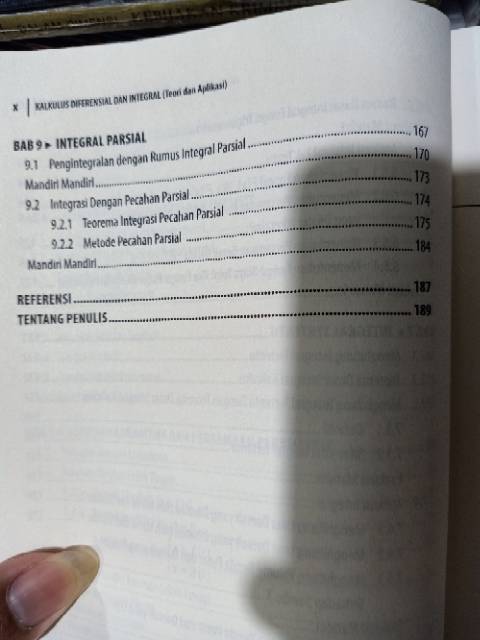 x | KALKULUS DIFERENSIAL DAN INTEGRAL (Teori dan Aplikasi)
BAB 9 ▸ INTEGRAL PARSIAL
9.1 Pengintegralan dengan Rumus Integral Parsial ........ 167
Mandiri Mandiri ........ 170
9.2 Integrasi Dengan Pecahan Parsial ........ 173
9.2.1 Teorema Integrasi Pecahan Parsial ........ 174
9.2.2 Metode Pecahan Parsial ........ 175
Mandiri Mandiri ........ 184
REFERENSI ........ 187
TENTANG PENULIS ........ 189